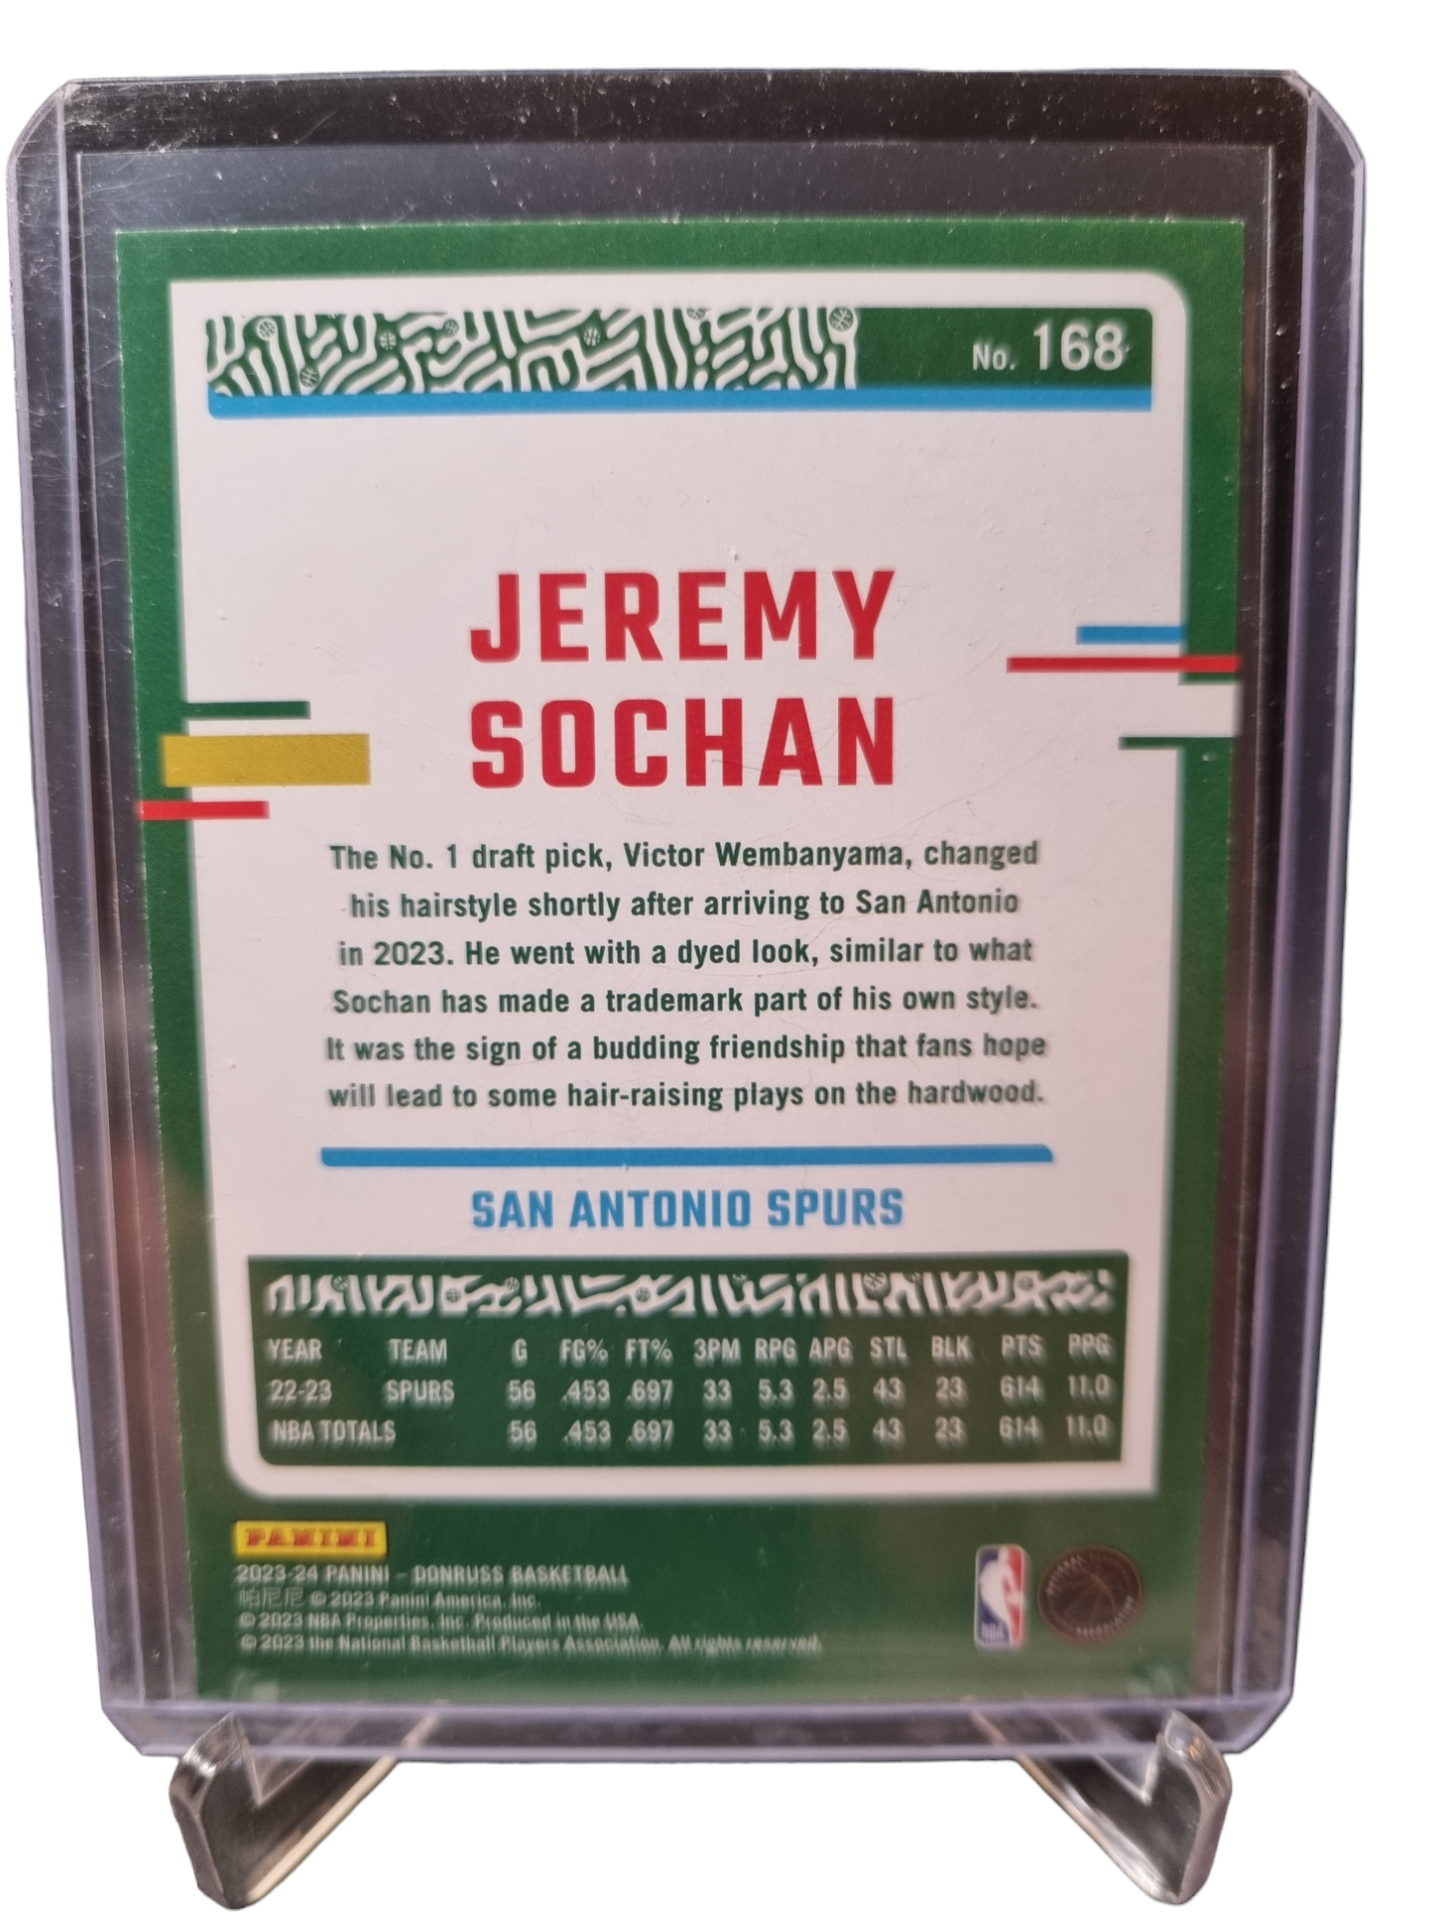 No. 168
JEREMY
SOCHAN
The No. 1 draft pick, Victor Wembanyama, changed
his hairstyle shortly after arriving to San Antonio
in 2023. He went with a dyed look, similar to what
Sochan has made a trademark part of his own style.
It was the sign of a budding friendship that fans hope
will lead to some hair-raising plays on the hardwood.
SAN ANTONIO SPURS
YEAR TEAM G FG% FT% 3PM RPG APG STL BLK PTS PPG
22-23 SPURS 56 .453 .697 33 5.3 2.5 43 23 614 11.0
NBA TOTALS 56 .453 .697 33 5.3 2.5 43 23 614 11.0
PANINI
2023-24 PANINI – DONRUSS BASKETBALL
帕尼尼 © 2023 Panini America, Inc.
© 2023 NBA Properties, Inc. Produced in the USA.
© 2023 the National Basketball Players Association. All rights reserved.
NBA